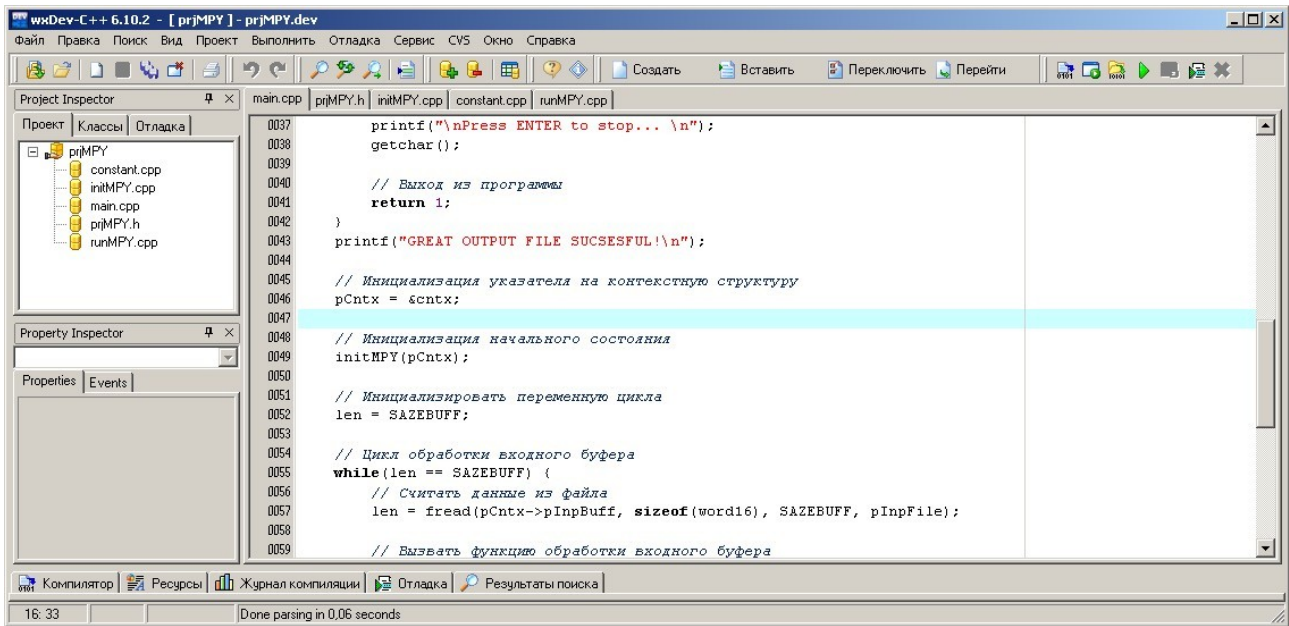 wxDev-C++ 6.10.2 - [ prjMPY ] - prjMPY.dev
Файл Правка Поиск Вид Проект Выполнить Отладка Сервис CVS Окно Справка
Создать Вставить Переключить Перейти
Project Inspector
Проект Классы Отладка
prjMPY
constant.cpp
initMPY.cpp
main.cpp
prjMPY.h
runMPY.cpp
Property Inspector
Properties Events
main.cpp prjMPY.h initMPY.cpp constant.cpp runMPY.cpp
0037 printf("\nPress ENTER to stop... \n");
0038 getchar();
0039
0040 // Выход из программы
0041 return 1;
0042 }
0043 printf("GREAT OUTPUT FILE SUCSESFUL!\n");
0044
0045 // Инициализация указателя на контекстную структуру
0046 pCntx = &cntx;
0047
0048 // Инициализация начального состояния
0049 initMPY(pCntx);
0050
0051 // Инициализировать переменную цикла
0052 len = SAZEBUFF;
0053
0054 // Цикл обработки входного буфера
0055 while(len == SAZEBUFF) {
0056 // Считать данные из файла
0057 len = fread(pCntx->pInpBuff, sizeof(word16), SAZEBUFF, pInpFile);
0058
0059 // Вызвать функцию обработки входного буфера
Компилятор Ресурсы Журнал компиляции Отладка Результаты поиска
16: 33 Done parsing in 0,06 seconds